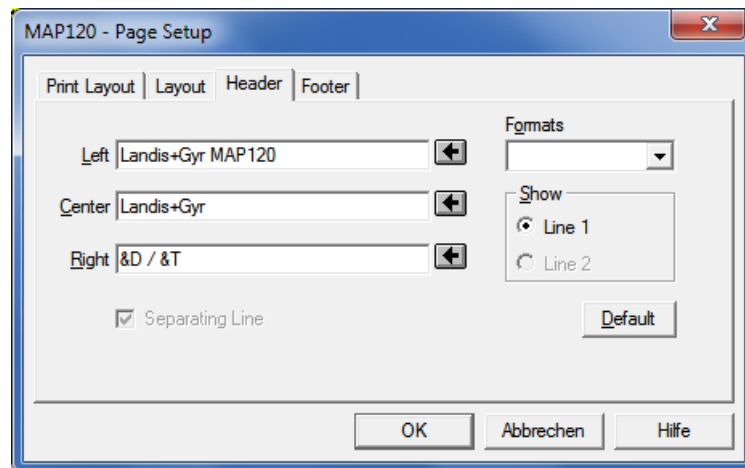 MAP120 - Page Setup
Print Layout Layout Header Footer
Formats
Left Landis+Gyr MAP120
Show
Center Landis+Gyr
Line 1
Right &D / &T
Line 2
Separating Line
Default
OK Abbrechen Hilfe